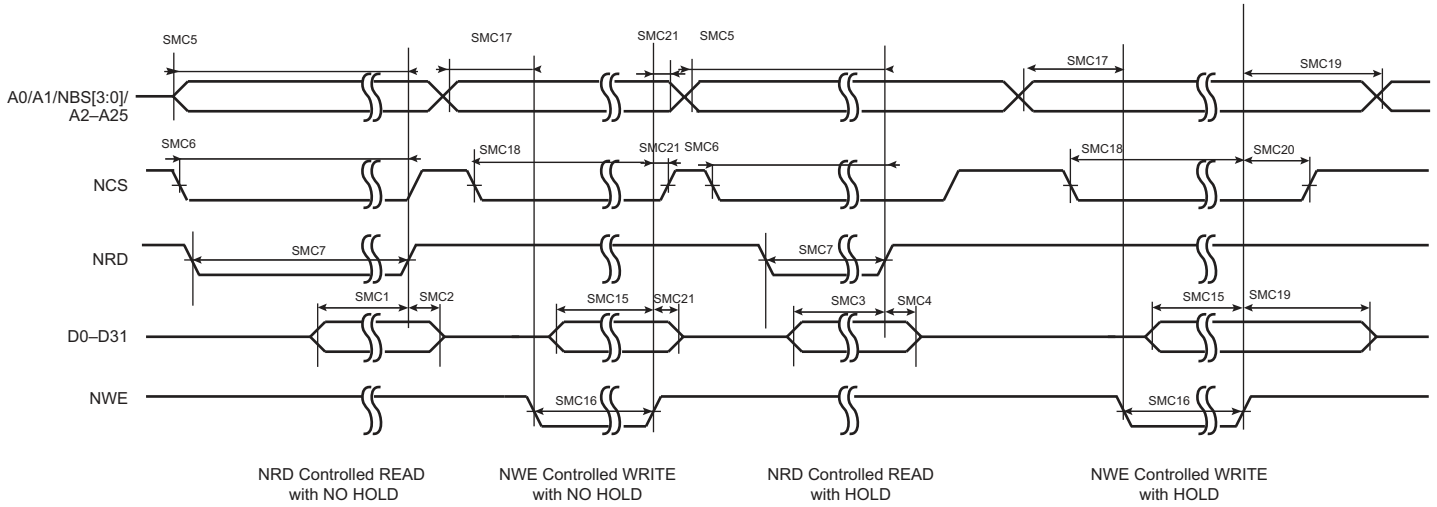 SMC5
SMC17
SMC21
SMC5
SMC17
SMC19
A0/A1/NBS[3:0]/
A2–A25
SMC6
SMC18
SMC21
SMC6
SMC18
SMC20
NCS
NRD
SMC7
SMC7
SMC1
SMC2
SMC15
SMC21
SMC3
SMC4
SMC15
SMC19
D0–D31
NWE
SMC16
SMC16
NRD Controlled READ
with NO HOLD
NWE Controlled WRITE
with NO HOLD
NRD Controlled READ
with HOLD
NWE Controlled WRITE
with HOLD